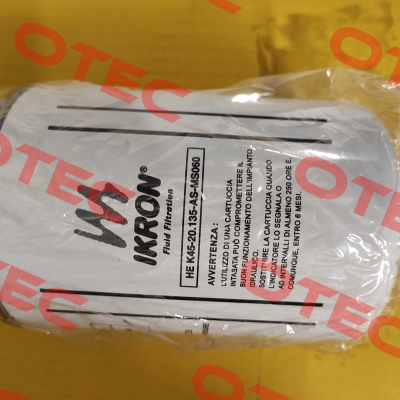 IKRON®
Fluid Filtration
HE K45-20.135-AS-MS060
AVVERTENZA:
L'UTILIZZO DI UNA CARTUCCIA
INTASATA PUÒ COMPROMETTERE IL
BUON FUNZIONAMENTO DELL'IMPIANTO
IDRAULICO.
SOSTITUIRE LA CARTUCCIA QUANDO
L'INDICATORE LO SEGNALA O
AD INTERVALLI DI ALMENO 250 ORE E
COMUNQUE, ENTRO 6 MESI.
OTEC
OTEC
OTEC
OTEC
OTEC